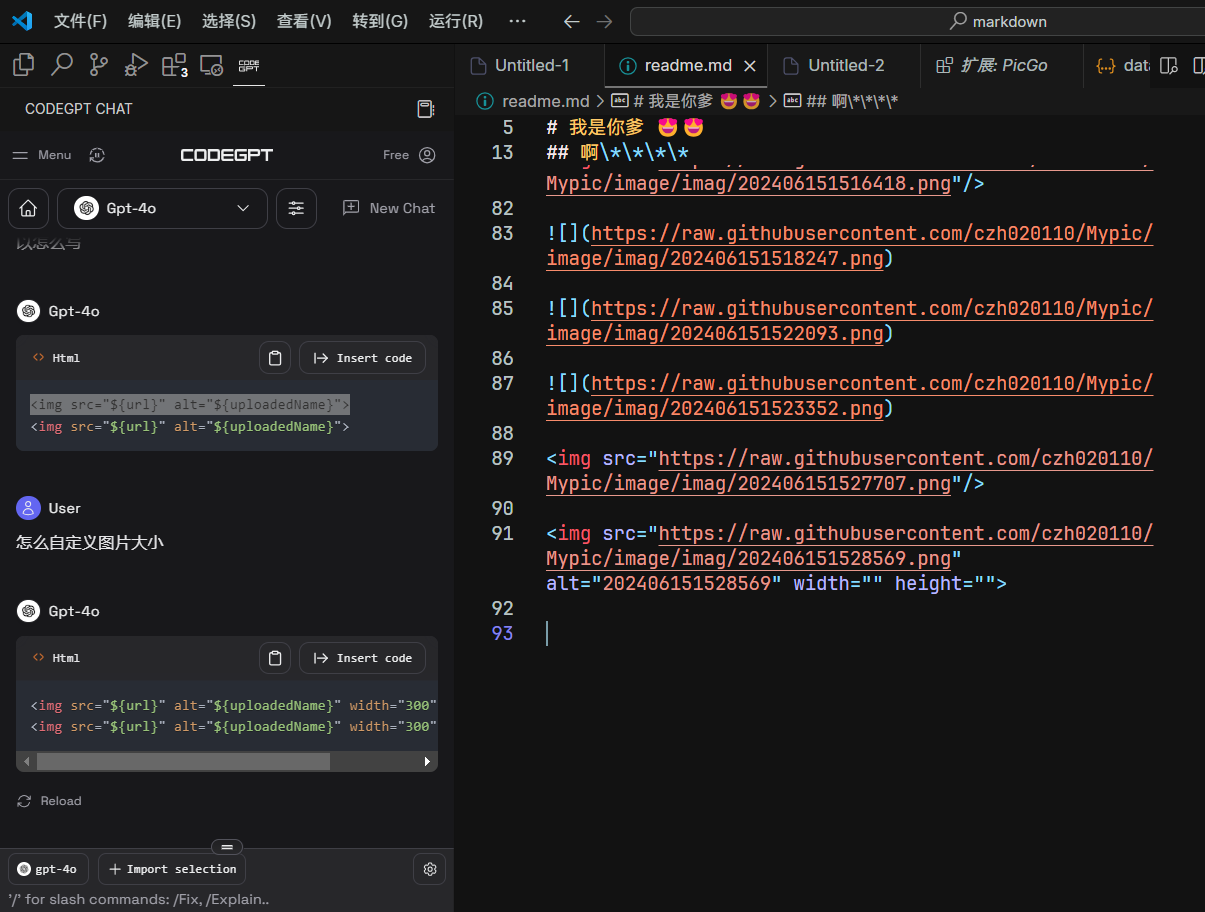 文件(F) 编辑(E) 选择(S) 查看(V) 转到(G) 运行(R) ··· markdown
3 CODE GPT
Untitled-1 readme.md Untitled-2 扩展: PicGo
CODEGPT CHAT
readme.md # 我是你爹 😍😍 ## 啊\*\*\*\*
Menu CODEGPT Free
Gpt-4o New Chat
以怎么写
Gpt-4o
Html Insert code
<img src="${url}" alt="${uploadedName}">
<img src="${url}" alt="${uploadedName}">
User
怎么自定义图片大小
Gpt-4o
Html Insert code
<img src="${url}" alt="${uploadedName}" width="300"
<img src="${url}" alt="${uploadedName}" width="300"
Reload
gpt-4o Import selection
'/' for slash commands: /Fix, /Explain..
5 # 我是你爹 😍😍
13 ## 啊\*\*\*\*
Mypic/image/imag/202406151516418.png"/>
82
83 ![](https://raw.githubusercontent.com/czh020110/Mypic/
image/imag/202406151518247.png)
84
85 ![](https://raw.githubusercontent.com/czh020110/Mypic/
image/imag/202406151522093.png)
86
87 ![](https://raw.githubusercontent.com/czh020110/Mypic/
image/imag/202406151523352.png)
88
89 <img src="https://raw.githubusercontent.com/czh020110/
Mypic/image/imag/202406151527707.png"/>
90
91 <img src="https://raw.githubusercontent.com/czh020110/
Mypic/image/imag/202406151528569.png"
alt="202406151528569" width="" height="">
92
93